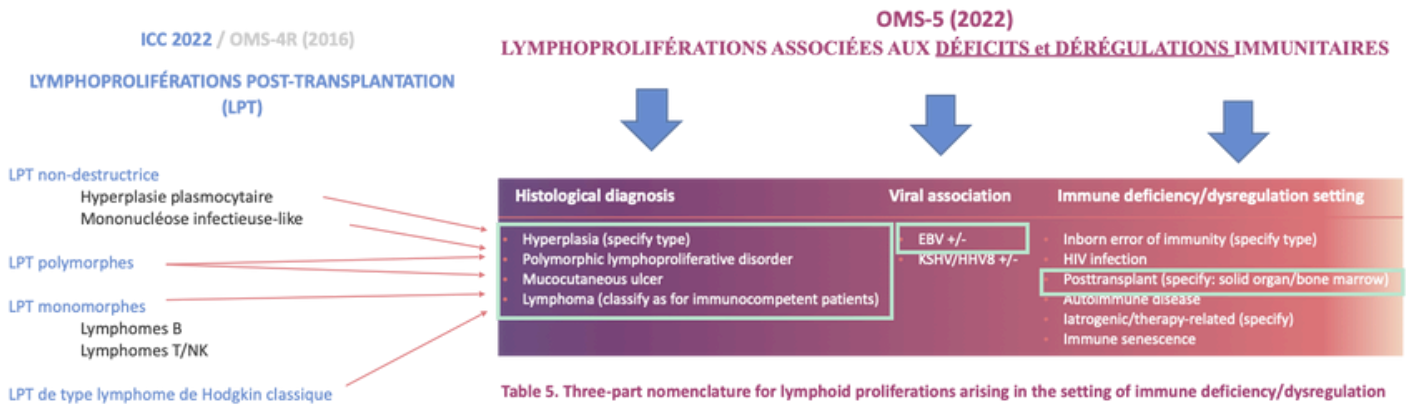 ICC 2022 / OMS-4R (2016)
LYMPHOPROLIFÉRATIONS POST-TRANSPLANTATION
(LPT)
LPT non-destructrice
Hyperplasie plasmocytaire
Mononucléose infectieuse-like
LPT polymorphes
LPT monomorphes
Lymphomes B
Lymphomes T/NK
LPT de type lymphome de Hodgkin classique
OMS-5 (2022)
LYMPHOPROLIFÉRATIONS ASSOCIÉES AUX DÉFICITS et DÉRÉGULATIONS IMMUNITAIRES
Histological diagnosis
Hyperplasia (specify type)
Polymorphic lymphoproliferative disorder
Mucocutaneous ulcer
Lymphoma (classify as for immunocompetent patients)
Viral association
EBV +/-
KSHV/HHV8 +/-
Immune deficiency/dysregulation setting
Inborn error of immunity (specify type)
HIV infection
Posttransplant (specify: solid organ/bone marrow)
Autoimmune disease
Iatrogenic/therapy-related (specify)
Immune senescence
Table 5. Three-part nomenclature for lymphoid proliferations arising in the setting of immune deficiency/dysregulation